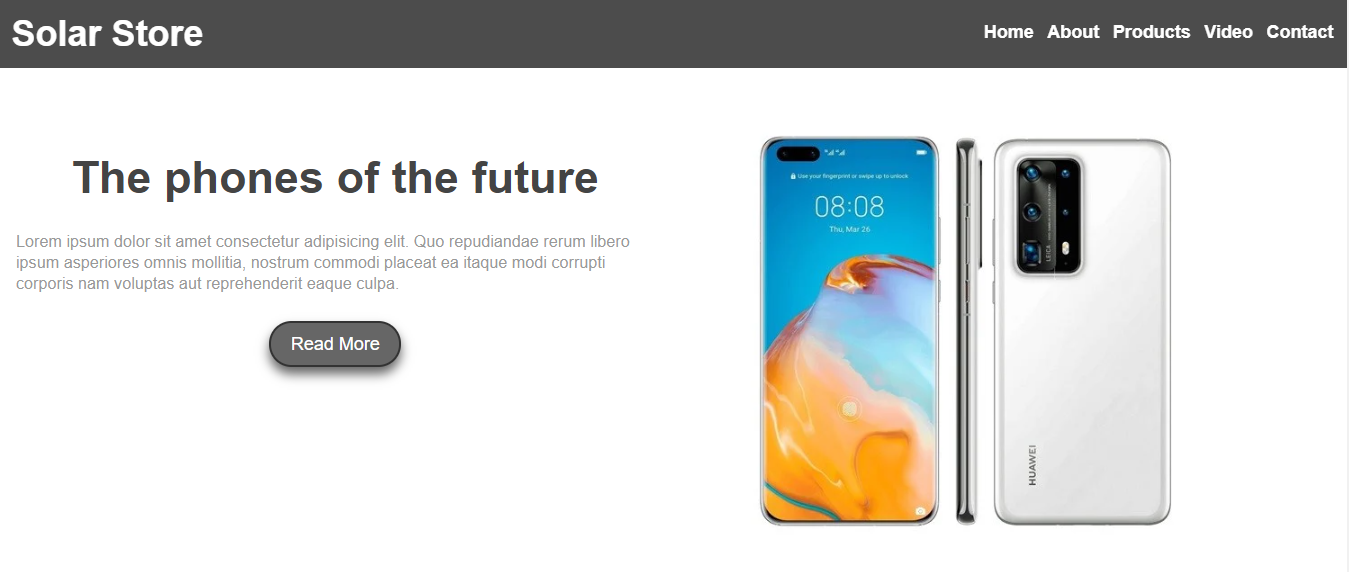 Solar Store
Home About Products Video Contact
The phones of the future
Lorem ipsum dolor sit amet consectetur adipisicing elit. Quo repudiandae rerum libero
ipsum asperiores omnis mollitia, nostrum commodi placeat ea itaque modi corrupti
corporis nam voluptas aut reprehenderit eaque culpa.
Read More
Use your fingerprint or swipe up to unlock
08:08
Thu, Mar 26
LEICA
HUAWEI